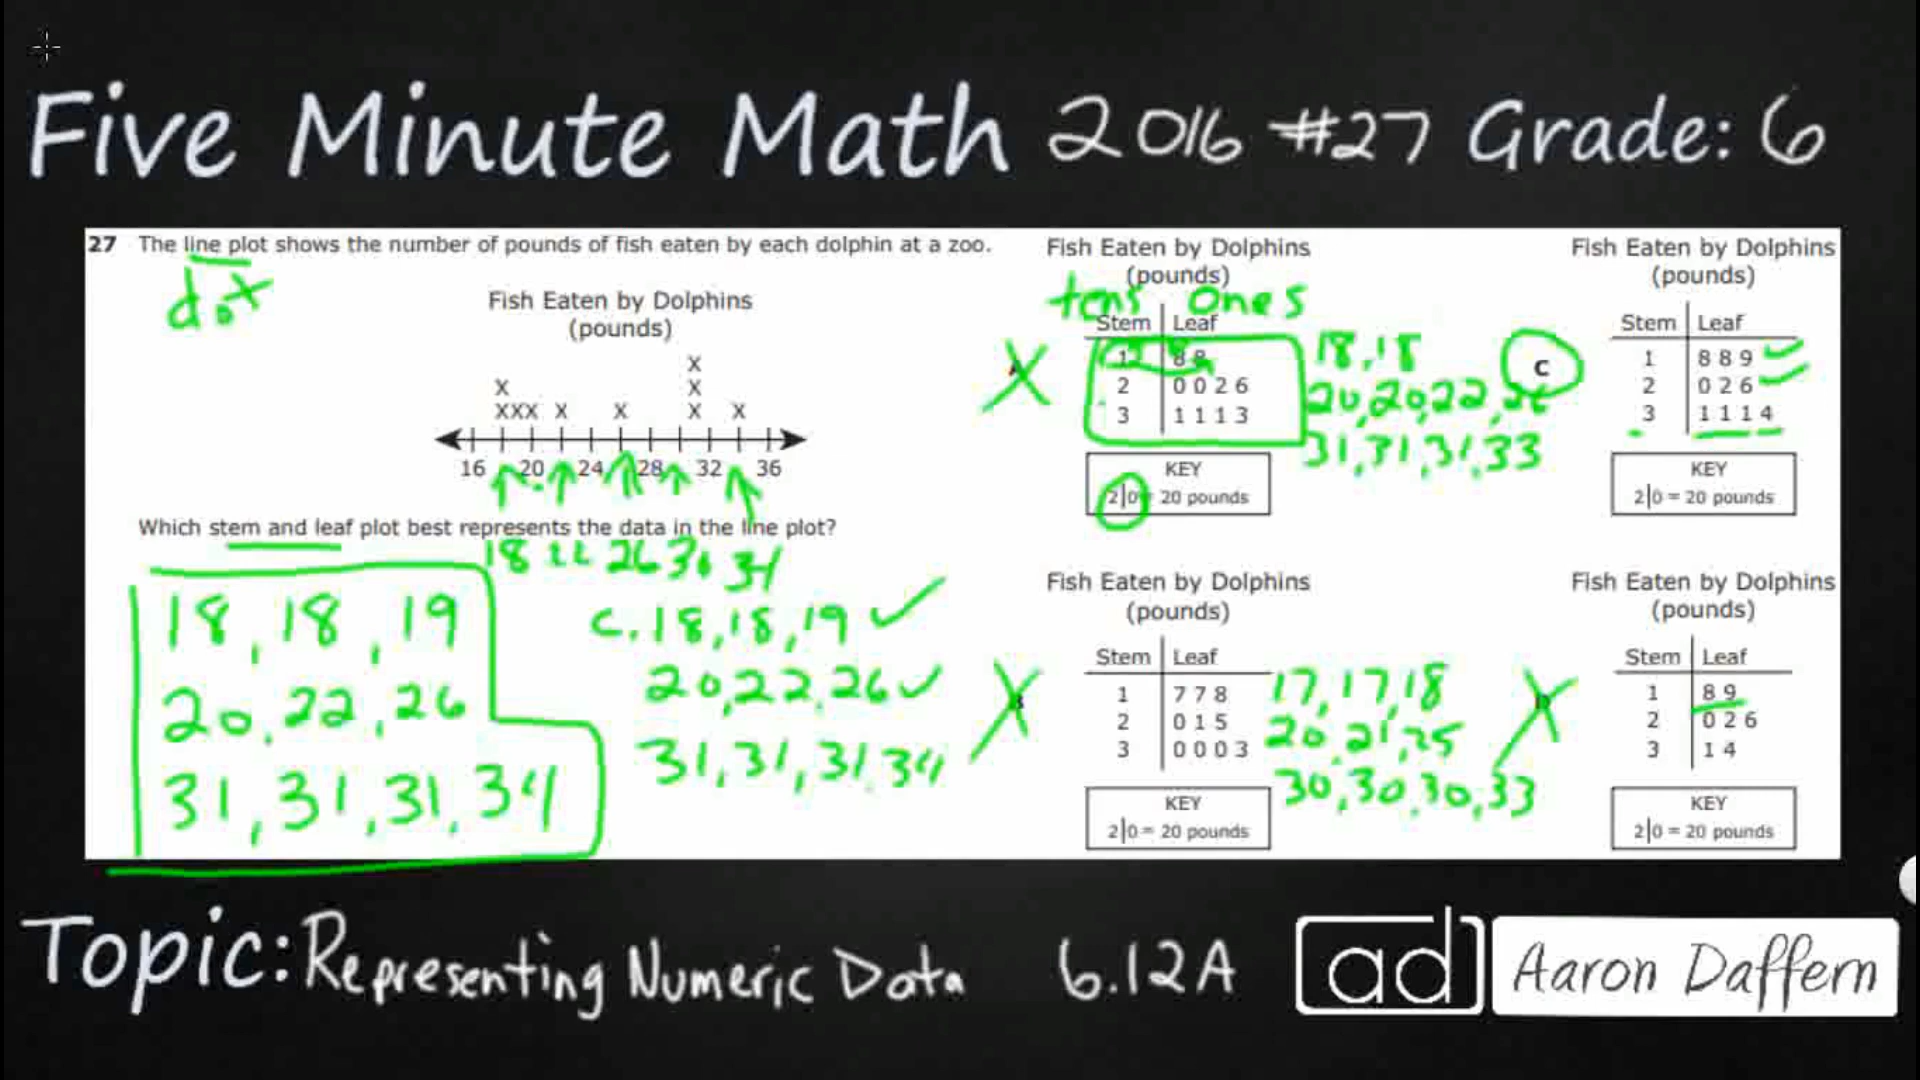 Five Minute Math 2016 #27 Grade: 6
27 The line plot shows the number of pounds of fish eaten by each dolphin at a zoo.
dot
Fish Eaten by Dolphins
(pounds)
X
X X
XXX X X X X
16 20 24 28 32 36
Which stem and leaf plot best represents the data in the line plot?
18 22 26 30 34
18, 18, 19
20, 22, 26
31, 31, 31, 34
C. 18, 18, 19
20, 22, 26
31, 31, 31, 34
Fish Eaten by Dolphins
(pounds)
tens ones
Stem Leaf
1 8 8
2 0 0 2 6
3 1 1 1 3
18, 18
20, 20, 22, 26
31, 31, 31, 33
KEY
2|0 = 20 pounds
Fish Eaten by Dolphins
(pounds)
Stem Leaf
1 7 7 8
2 0 1 5
3 0 0 0 3
17, 17, 18
20, 21, 25
30, 30, 30, 33
KEY
2|0 = 20 pounds
Fish Eaten by Dolphins
(pounds)
C
Stem Leaf
1 8 8 9
2 0 2 6
3 1 1 1 4
KEY
2|0 = 20 pounds
Fish Eaten by Dolphins
(pounds)
Stem Leaf
1 8 9
2 0 2 6
3 1 4
KEY
2|0 = 20 pounds
Topic: Representing Numeric Data 6.12A
ad Aaron Daffern